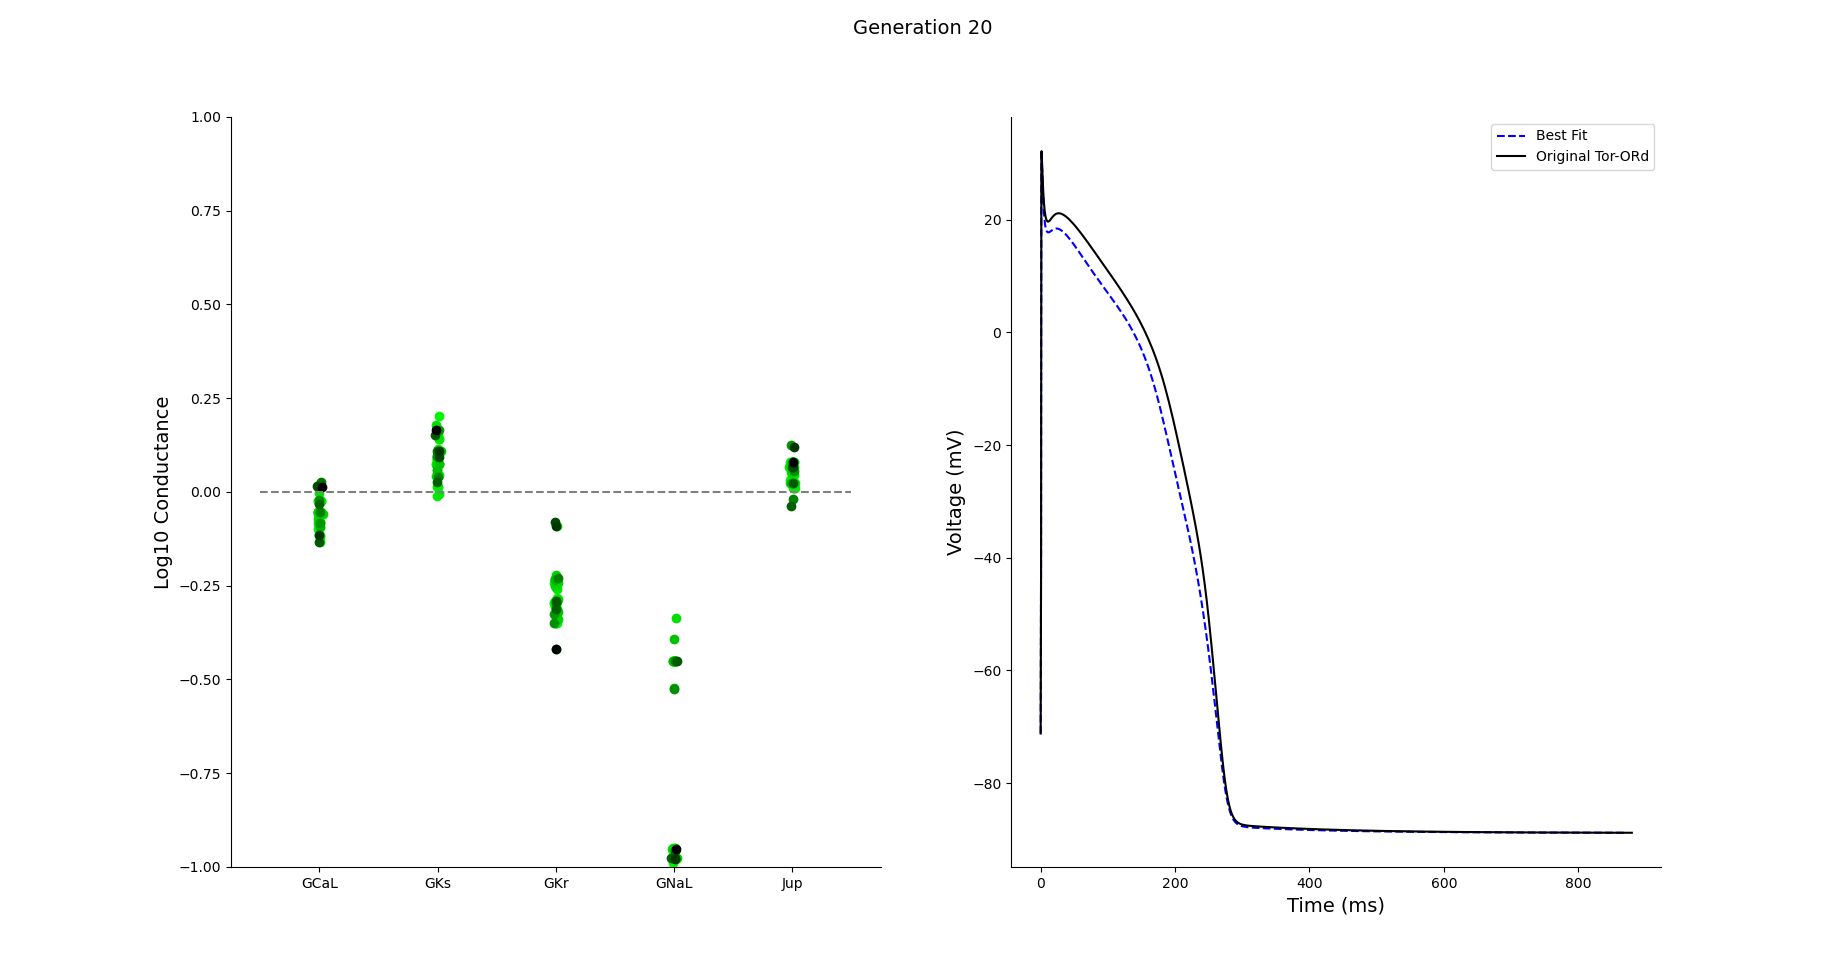 Generation 20
1.00
0.75
0.50
0.25
0.00
−0.25
−0.50
−0.75
−1.00
Log10 Conductance
GCaL GKs GKr GNaL Jup
Best Fit
Original Tor-ORd
20
0
−20
−40
−60
−80
Voltage (mV)
0 200 400 600 800
Time (ms)